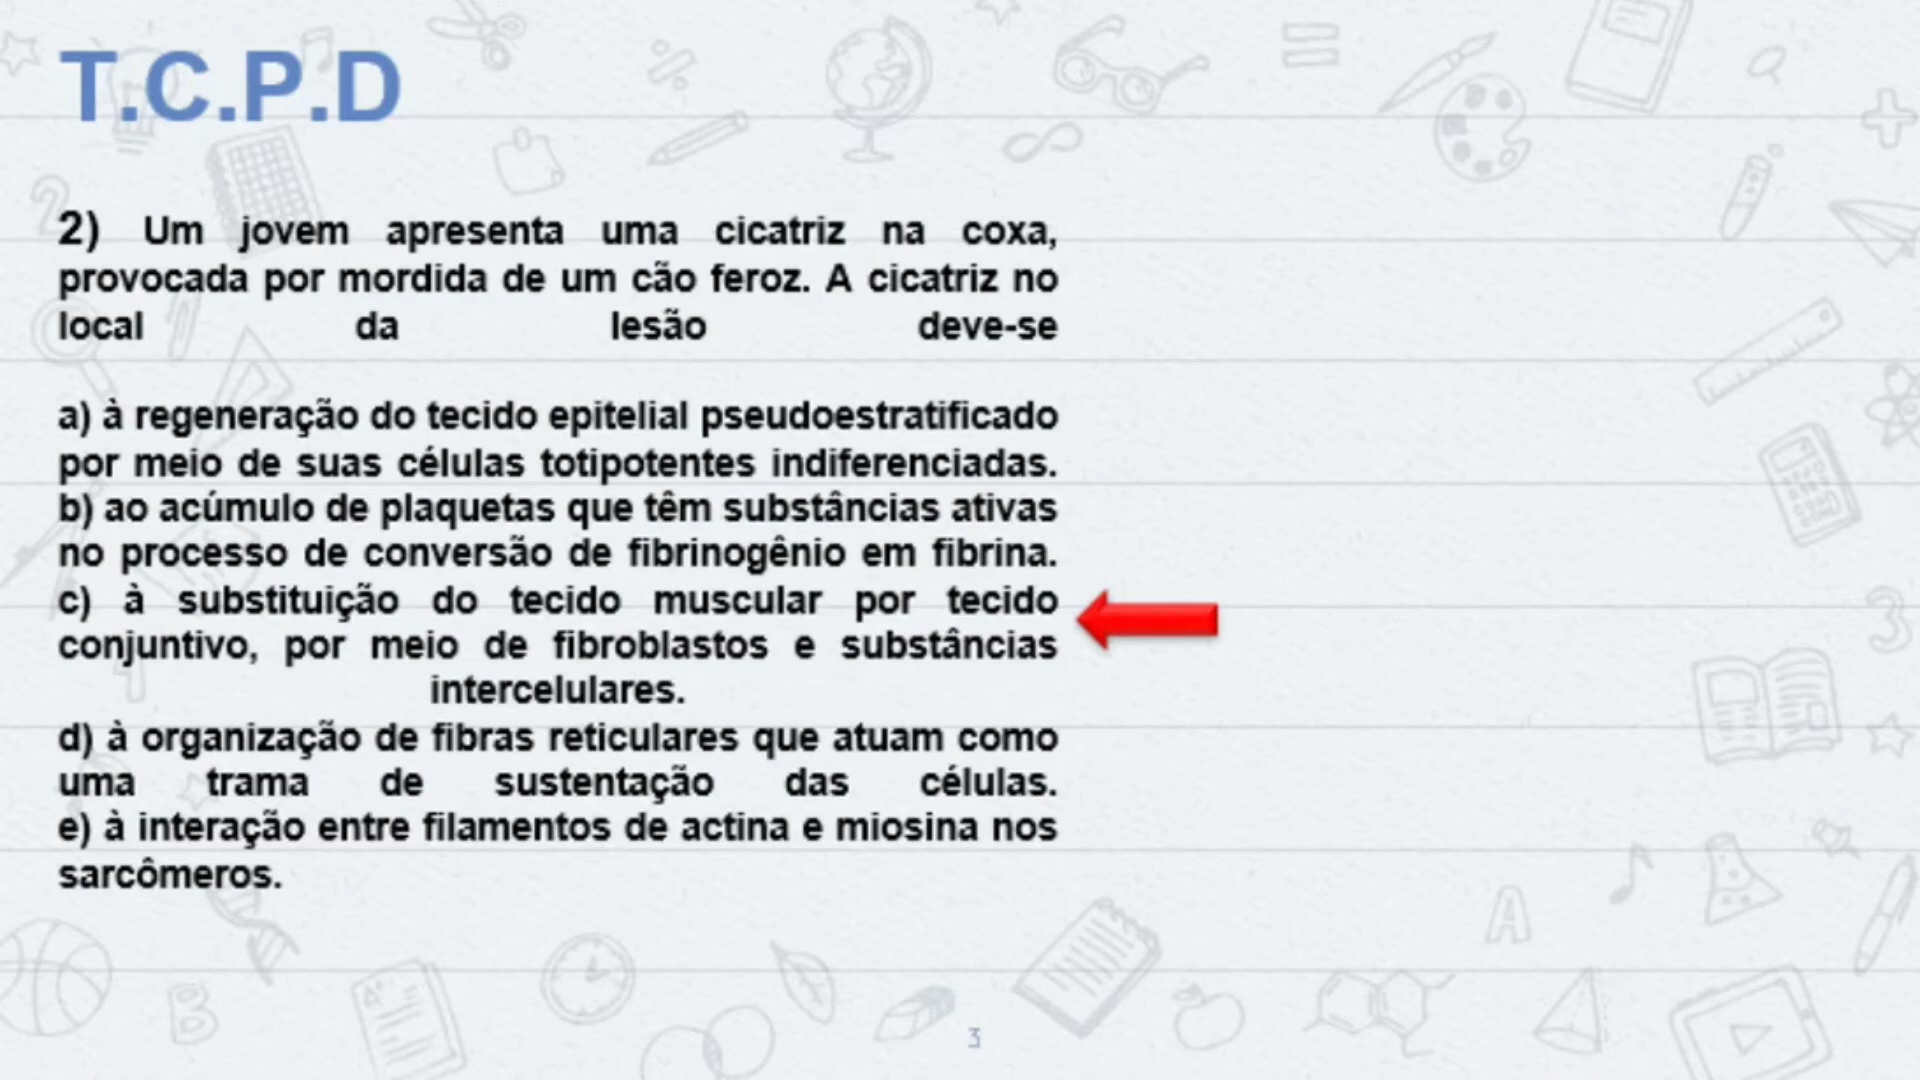 T.C.P.D
2) Um jovem apresenta uma cicatriz na coxa,
provocada por mordida de um cão feroz. A cicatriz no
local da lesão deve-se
a) à regeneração do tecido epitelial pseudoestratificado
por meio de suas células totipotentes indiferenciadas.
b) ao acúmulo de plaquetas que têm substâncias ativas
no processo de conversão de fibrinogênio em fibrina.
c) à substituição do tecido muscular por tecido
conjuntivo, por meio de fibroblastos e substâncias
intercelulares.
d) à organização de fibras reticulares que atuam como
uma trama de sustentação das células.
e) à interação entre filamentos de actina e miosina nos
sarcômeros.
3